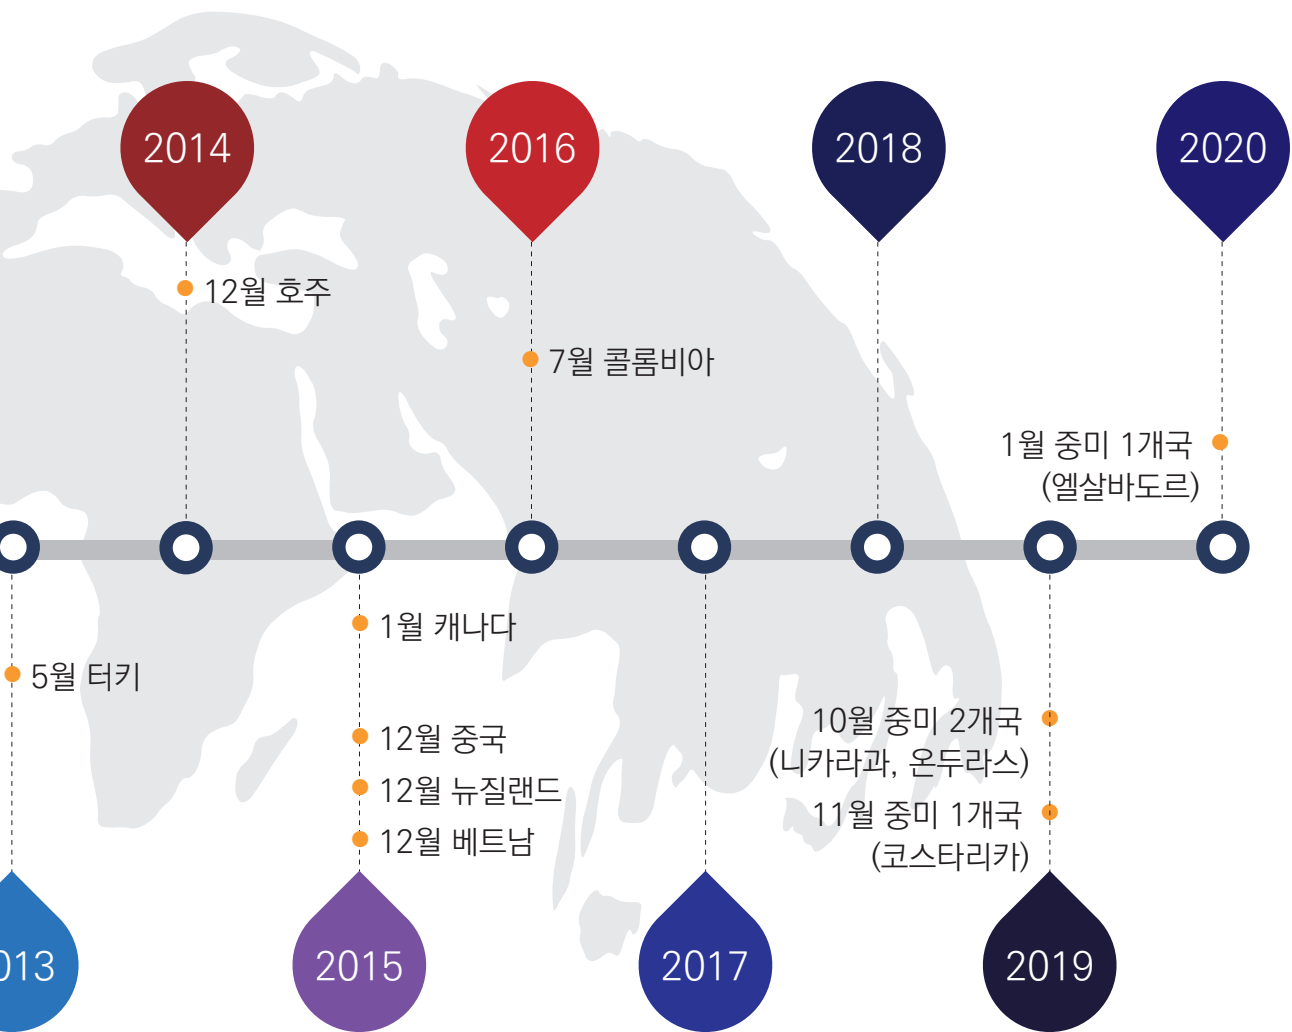 2014
2016
2018
2020
12월 호주
7월 콜롬비아
1월 중미 1개국
(엘살바도르)
1월 캐나다
5월 터키
10월 중미 2개국
(니카라과, 온두라스)
12월 중국
12월 뉴질랜드
11월 중미 1개국
12월 베트남
(코스타리카)
013
2015
2017
2019